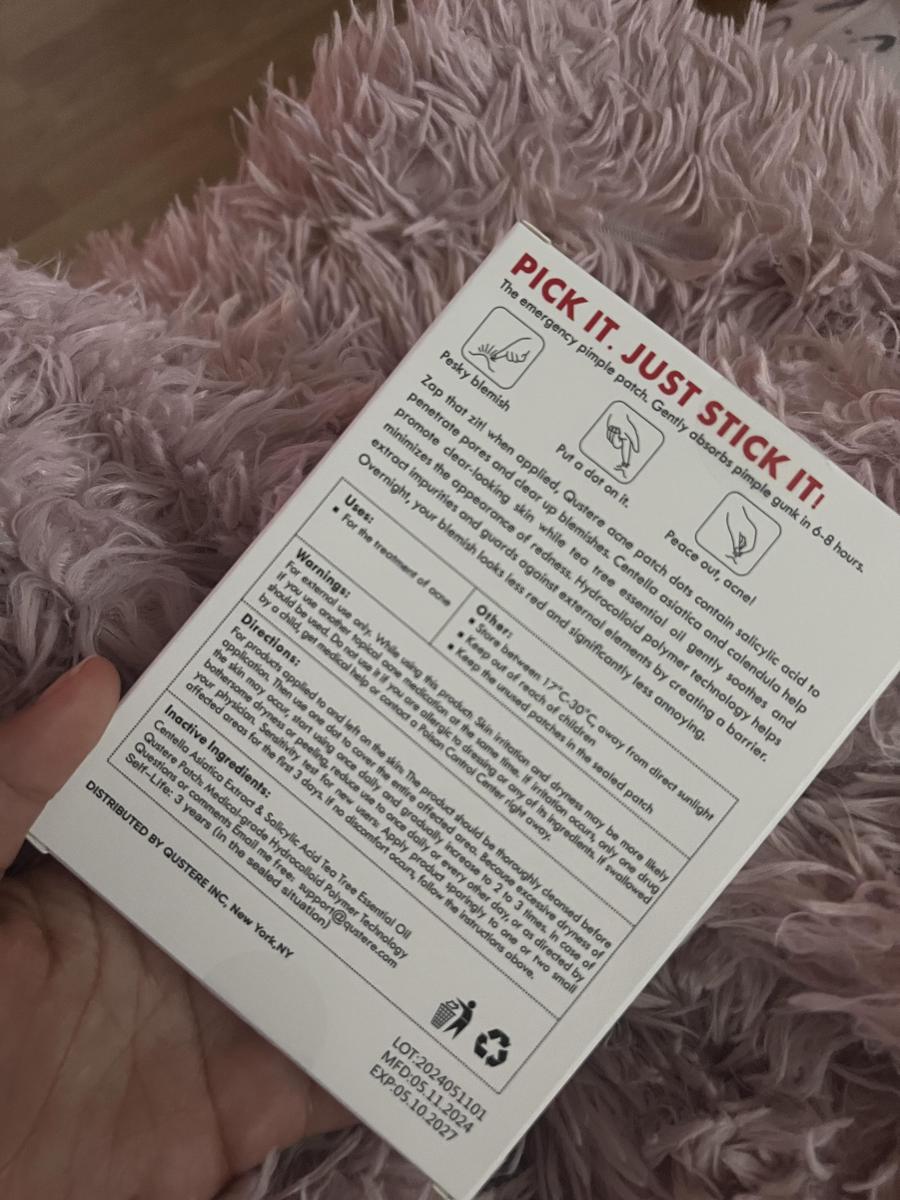 PICK IT. JUST STICK IT!
The emergency pimple patch. Gently absorbs pimple gunk in 6-8 hours.
Pesky blemish
Put a dot on it.
Peace out, acne!
Zap that zit! when applied, Qustere acne patch dots contain salicylic acid to
penetrate pores and clear up blemishes. Centella asiatica and calendula help
promote clear-looking skin while tea tree essential oil gently soothes and
minimizes the appearance of redness. Hydrocolloid polymer technology helps
extract impurities and guards against external elements by creating a barrier.
Overnight, your blemish looks less red and significantly less annoying.
Uses:
▪ For the treatment of acne
Other:
▪ Store between 17°C-30°C away from direct sunlight
▪ Keep out of reach of children
▪ Keep the unused patches in the sealed patch
Warnings:
For external use only. While using this product: Skin irritation and dryness may be more likely
if you use another topical acne medication at the same time. If irritation occurs, only one drug
should be used. Do not use it if you are allergic to dressing or any of its ingredients. If swallowed
by a child, get medical help or contact a Poison Control Center right away.
Directions:
For products applied to and left on the skin: The product should be thoroughly cleansed before
application. Then use one dot to cover the entire affected area. Because excessive dryness of
the skin may occur, start using once daily and gradually increase to 2 to 3 times. In case of
bothersome dryness or peeling, reduce use to once daily or every other day, or as directed by
your physician. Sensitivity test for new users. Apply product sparingly to one or two small
affected areas for the first 3 days. If no discomfort occurs, follow the instructions above.
Inactive Ingredients:
Centella Asiatica Extract & Salicylic Acid Tea Tree Essential Oil
Qustere Patch: Medical-grade Hydrocolloid Polymer Technology
Questions or comments Email me free: support@qustere.com
Self-Life: 3 years (in the sealed situation)
DISTRIBUTED BY QUSTERE INC, New York,NY
LOT:2024051101
MFD:05.11.2024
EXP:05.10.2027